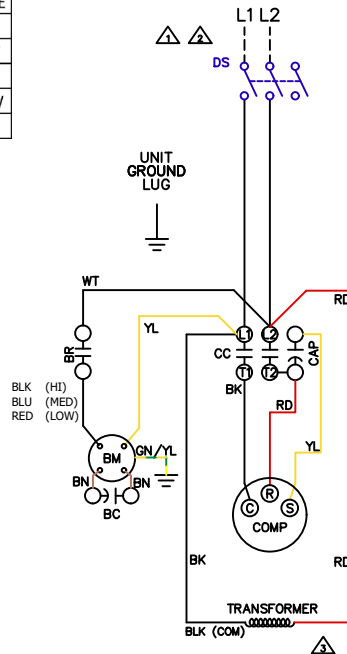 E
/
L1 L2
1 2
DS
UNIT
GROUND
LUG
WT
RD
YL
L1 L2
BR
CC
CAP
T1 T2
BLK (HI)
BLU (MED)
RED (LOW)
BK
RD
YL
BM
GN/YL
BN BN
BC
R
C S
COMP
BK
RD
TRANSFORMER
BLK (COM)
3